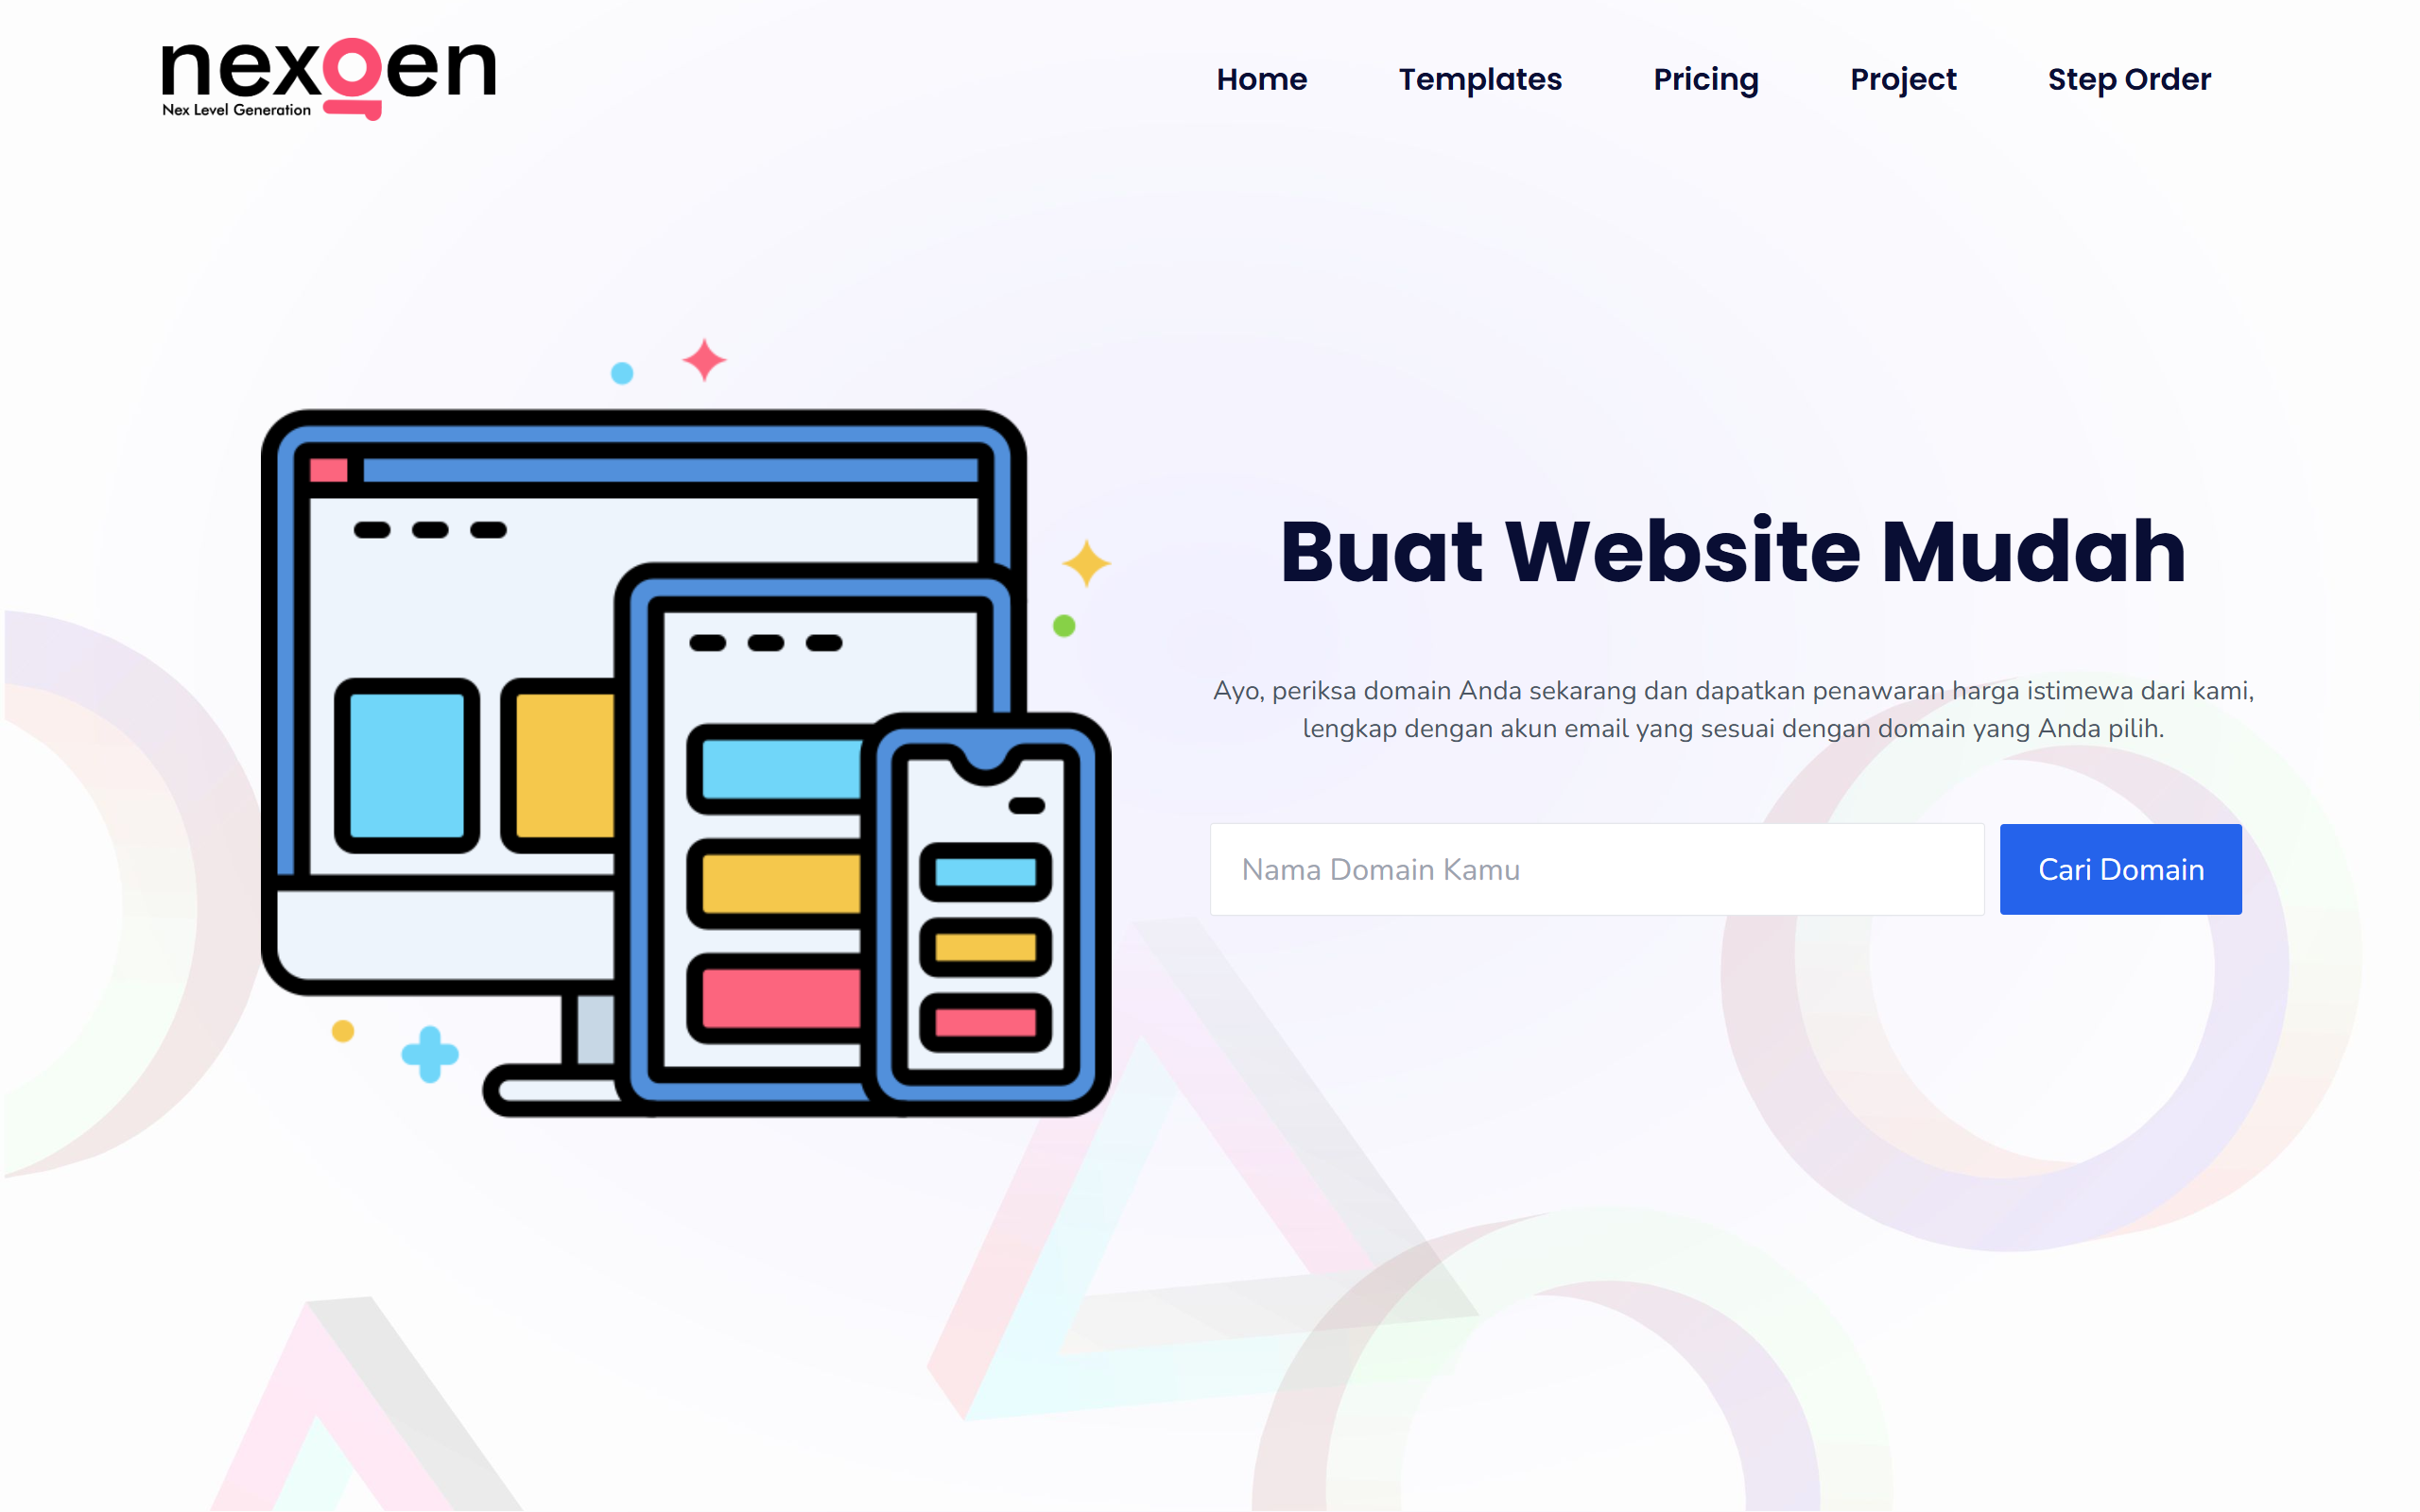 nexgen
Nex Level Generation
Home Templates Pricing Project Step Order
Buat Website Mudah
Ayo, periksa domain Anda sekarang dan dapatkan penawaran harga istimewa dari kami,
lengkap dengan akun email yang sesuai dengan domain yang Anda pilih.
Nama Domain Kamu
Cari Domain